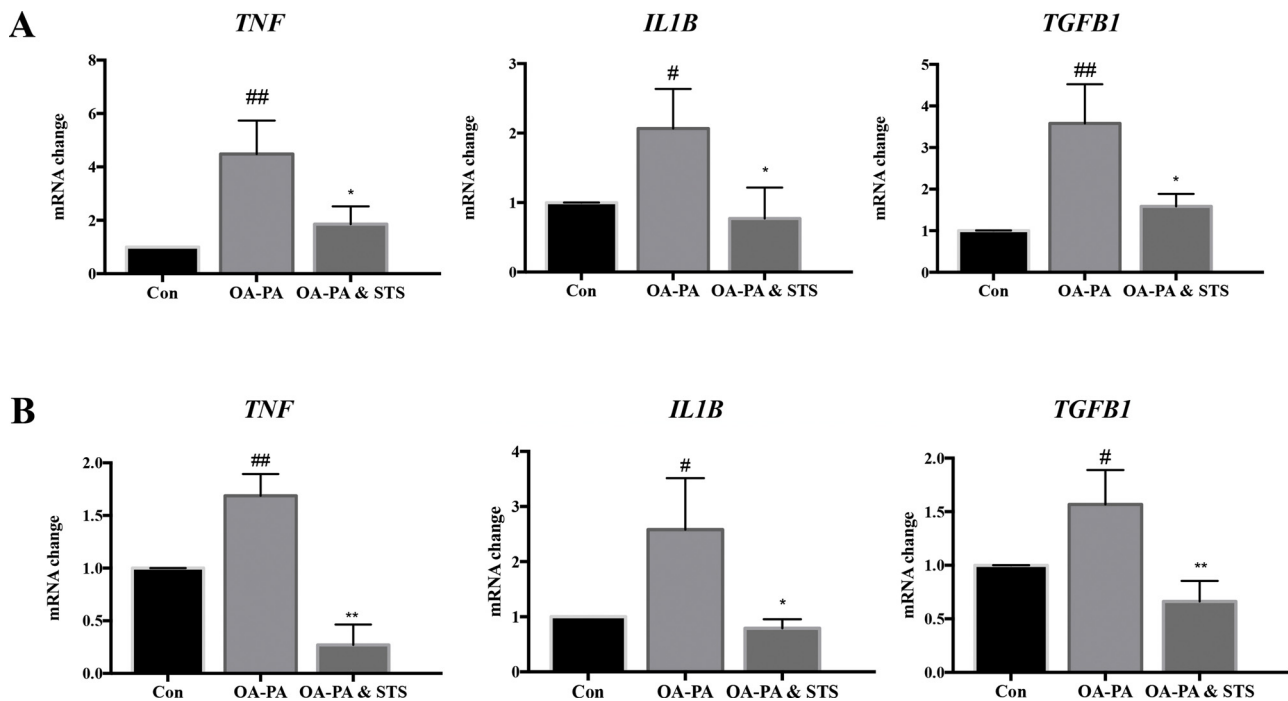 A
TNF
IL1B
TGFB1
mRNA change
8
6
4
2
0
##
*
Con
OA-PA
OA-PA & STS
mRNA change
3
2
1
0
#
*
Con
OA-PA
OA-PA & STS
mRNA change
5
4
3
2
1
0
##
*
Con
OA-PA
OA-PA & STS
B
TNF
IL1B
TGFB1
mRNA change
2.0
1.5
1.0
0.5
0.0
##
**
Con
OA-PA
OA-PA & STS
mRNA change
4
3
2
1
0
#
*
Con
OA-PA
OA-PA & STS
mRNA change
2.0
1.5
1.0
0.5
0.0
#
**
Con
OA-PA
OA-PA & STS